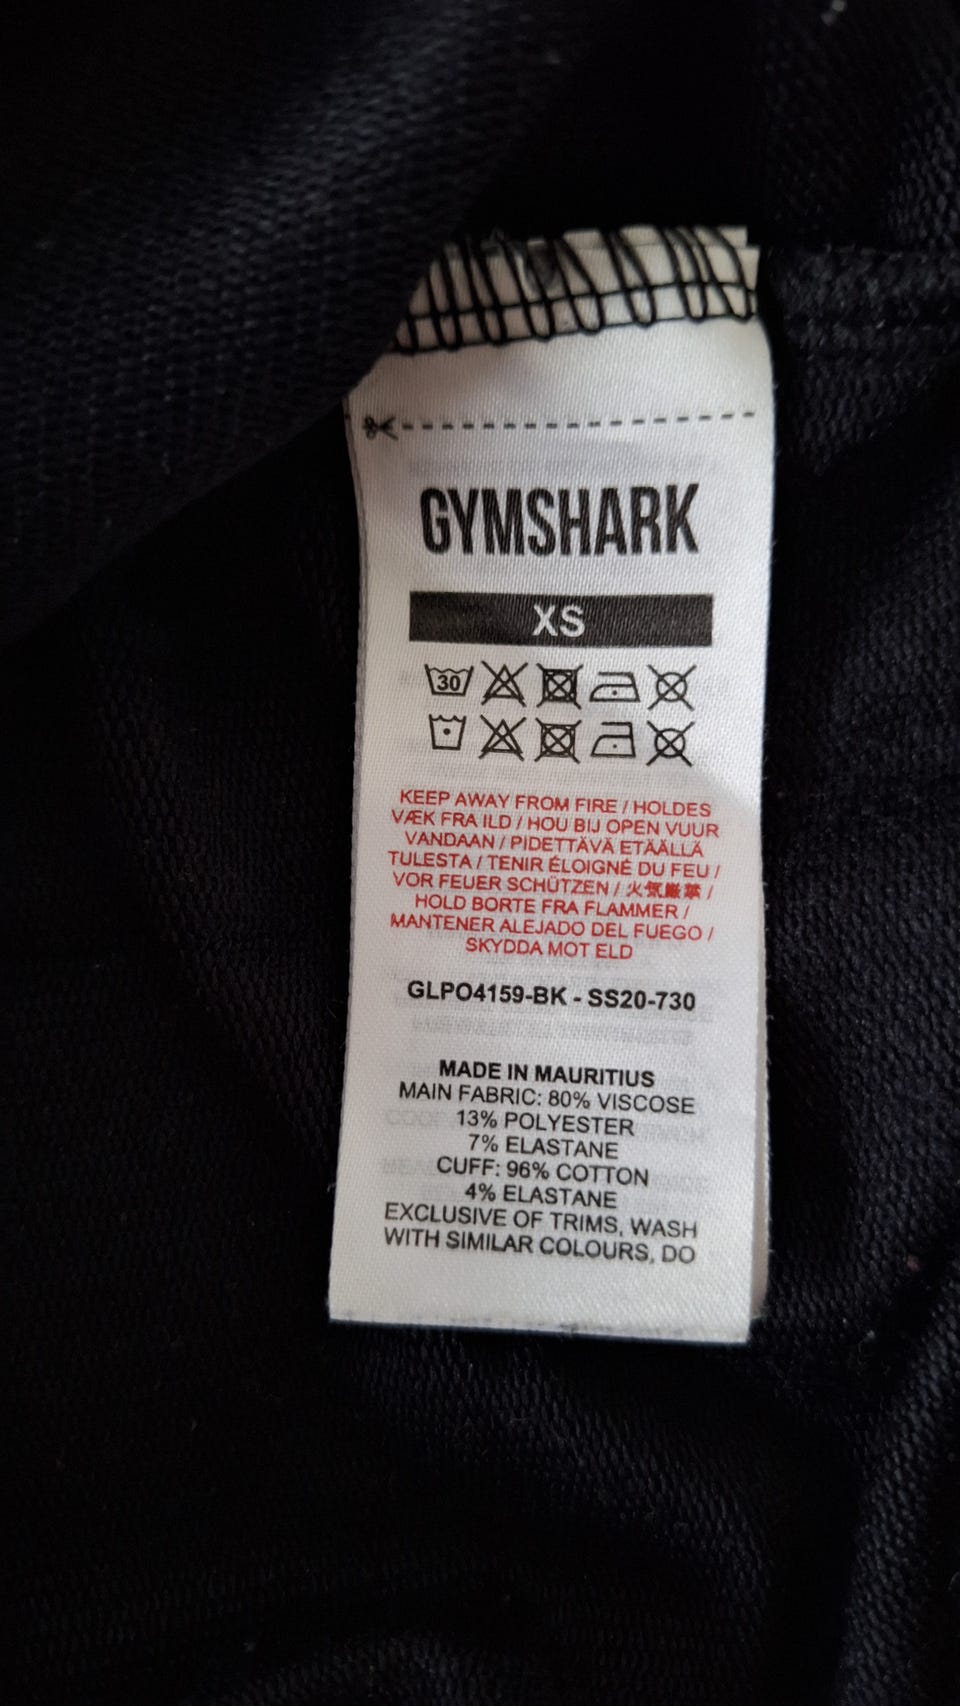 GYMSHARK
XS
30
KEEP AWAY FROM FIRE / HOLDES
VÆK FRA ILD / HOU BIJ OPEN VUUR
VANDAAN / PIDETTÄVÄ ETÄÄLLÄ
TULESTA / TENIR ÉLOIGNÉ DU FEU /
VOR FEUER SCHÜTZEN / 火気厳禁 /
HOLD BORTE FRA FLAMMER /
MANTENER ALEJADO DEL FUEGO /
SKYDDA MOT ELD
GLPO4159-BK - SS20-730
MADE IN MAURITIUS
MAIN FABRIC: 80% VISCOSE
13% POLYESTER
7% ELASTANE
CUFF: 96% COTTON
4% ELASTANE
EXCLUSIVE OF TRIMS, WASH
WITH SIMILAR COLOURS, DO